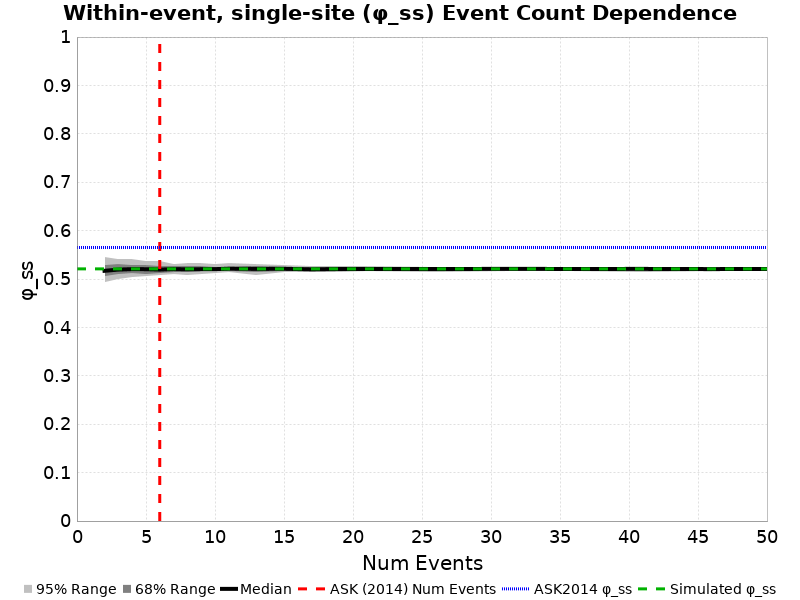 Within-event, single-site (φ_ss) Event Count Dependence
1
0.9
0.8
0.7
0.6
0.5
0.4
0.3
0.2
0.1
0
φ_ss
0 5 10 15 20 25 30 35 40 45 50
Num Events
95% Range 68% Range Median ASK (2014) Num Events ASK2014 φ_ss Simulated φ_ss